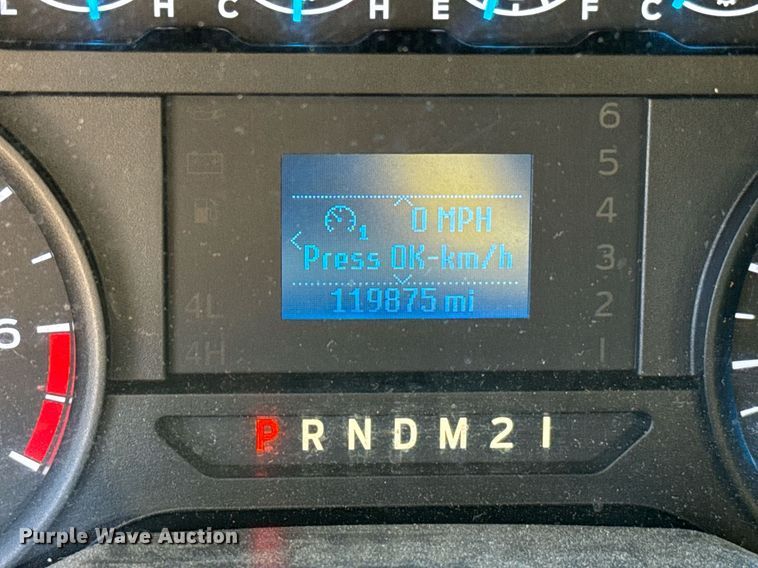 L H C H E F C
6
5
4
0 MPH
1
Press OK-km/h
3
119875 mi
4L
2
4H
1
6
P R N D M 2 1
Purple Wave Auction